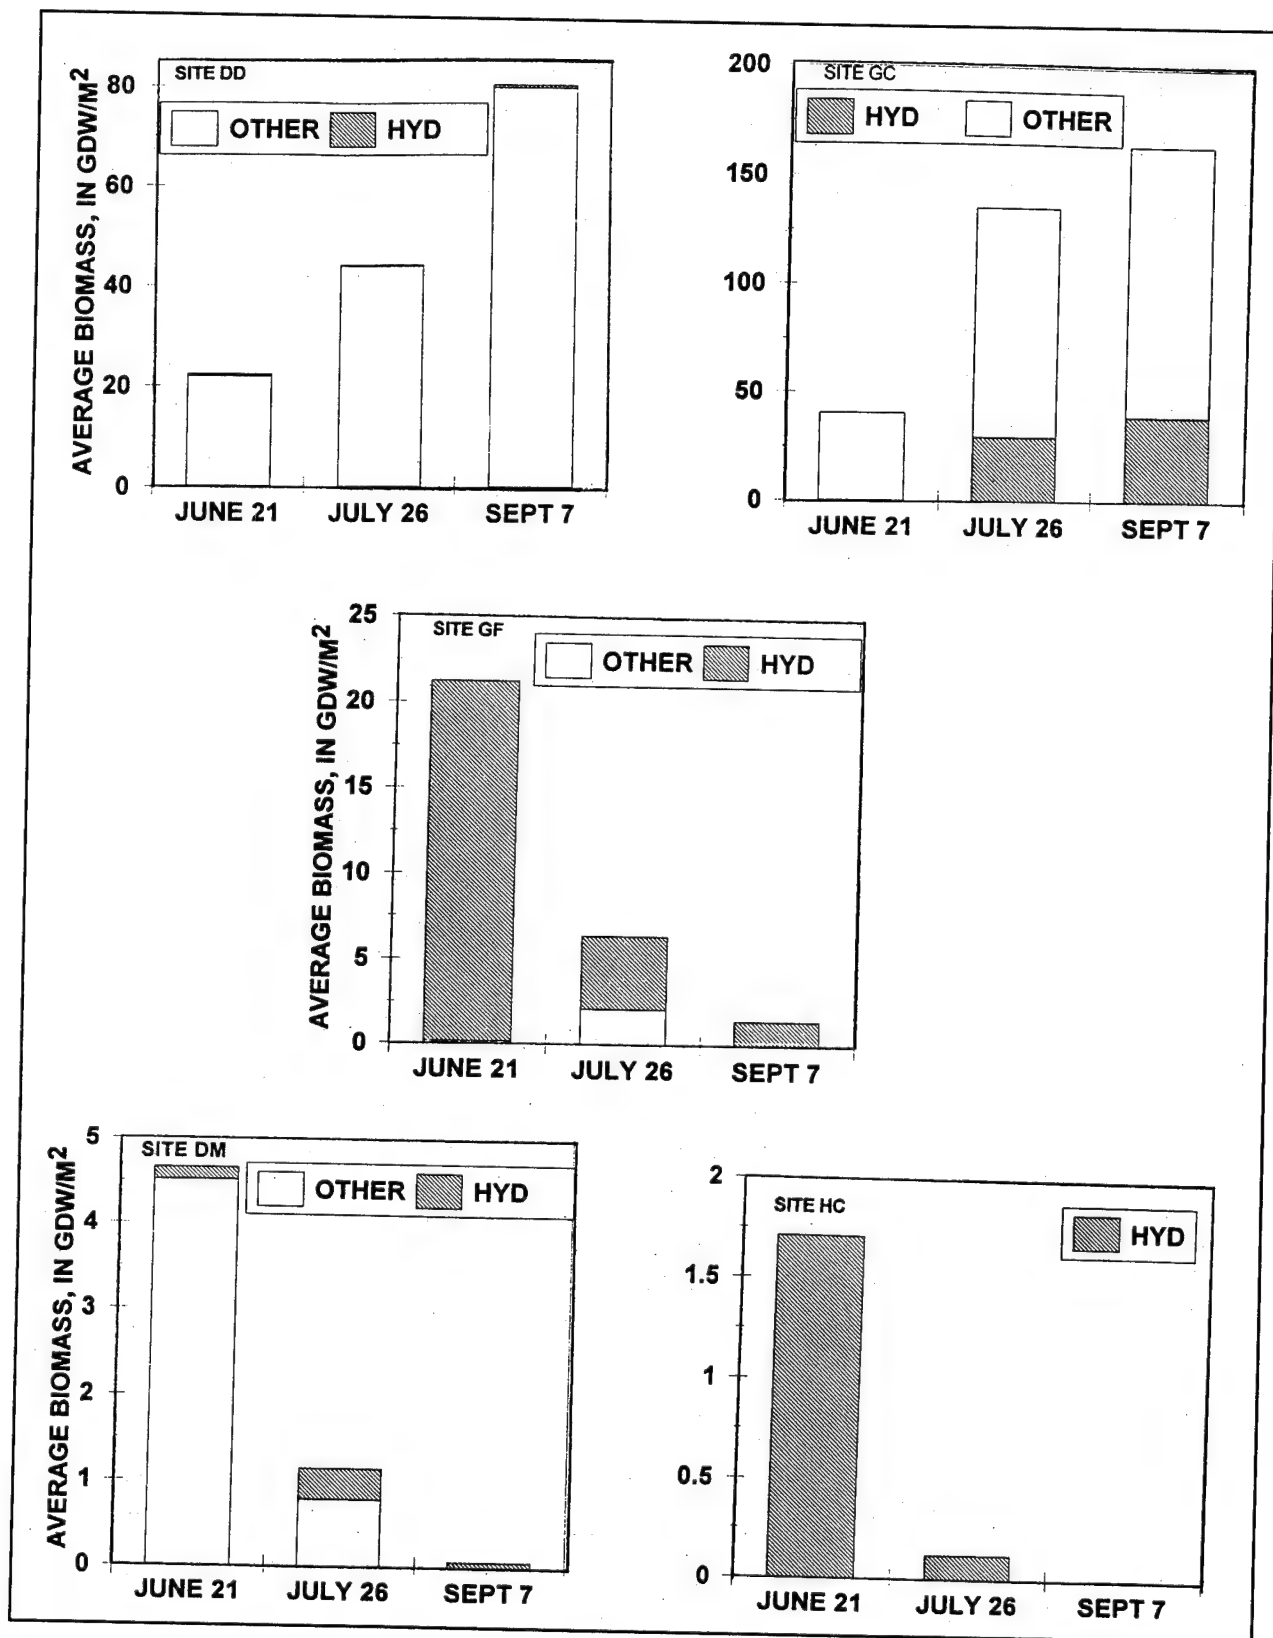 SITE DD
OTHER HYD
AVERAGE BIOMASS, IN GDW/M2
80
60
40
20
0
JUNE 21 JULY 26 SEPT 7
SITE GC
HYD OTHER
200
150
100
50
0
JUNE 21 JULY 26 SEPT 7
SITE GF
OTHER HYD
AVERAGE BIOMASS, IN GDW/M2
25
20
15
10
5
0
JUNE 21 JULY 26 SEPT 7
SITE DM
OTHER HYD
AVERAGE BIOMASS, IN GDW/M2
5
4
3
2
1
0
JUNE 21 JULY 26 SEPT 7
SITE HC
HYD
2
1.5
1
0.5
0
JUNE 21 JULY 26 SEPT 7